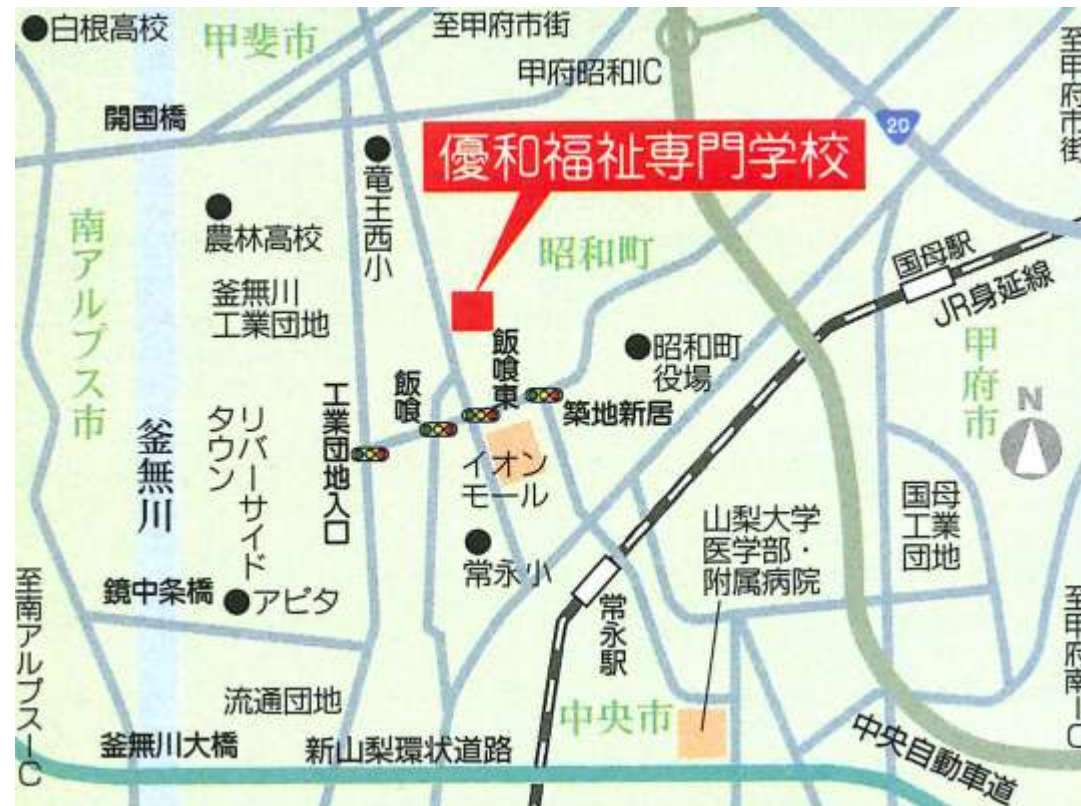 白根高校
甲斐市
至甲府市街
甲府昭和IC
至甲府市街
開国橋
20
優和福祉専門学校
竜王西小
農林高校
南アルプス市
昭和町
国母駅
JR身延線
釜無川
工業団地
飯喰東
昭和町
役場
甲府市
飯喰
工業団地入口
築地新居
N
リバーサイド
タウン
釜無川
イオン
モール
国母
工業
団地
山梨大学
医学部・
附属病院
常永小
至南アルプスIC
鏡中条橋
アピタ
常永駅
至甲府南IC
流通団地
中央市
釜無川大橋
新山梨環状道路
中央自動車道